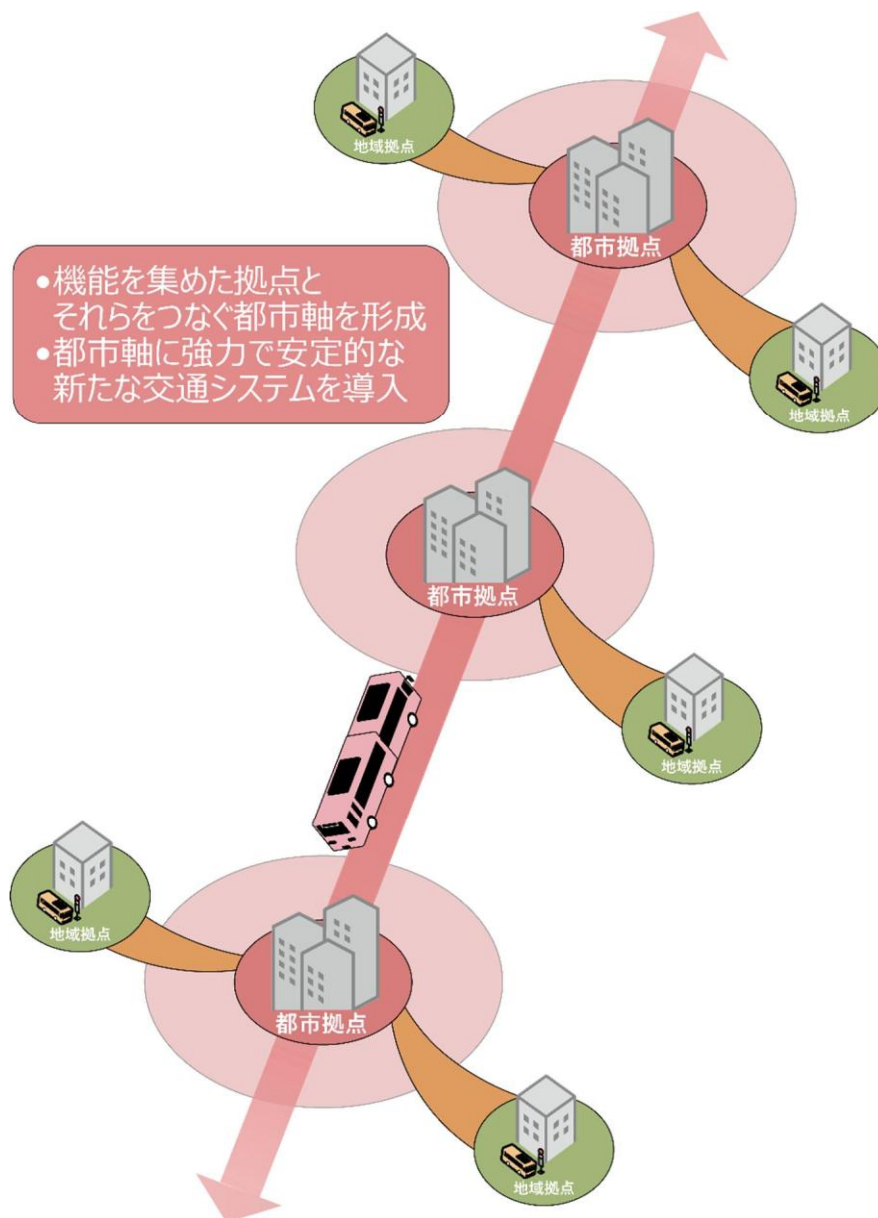 地域拠点
都市拠点
●機能を集めた拠点と
それらをつなぐ都市軸を形成
●都市軸に強力で安定的な
新たな交通システムを導入
地域拠点
都市拠点
地域拠点
地域拠点
都市拠点
地域拠点